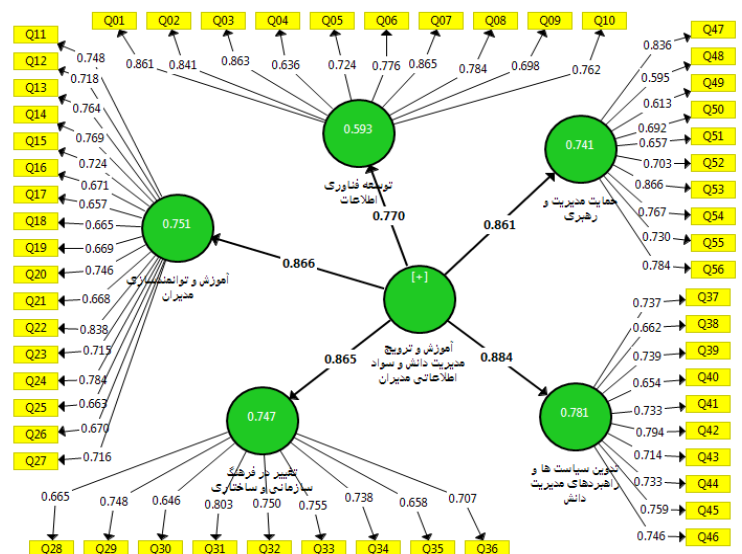 Q01 Q02 Q03 Q04 Q05 Q06 Q07 Q08 Q09 Q10
0.861 0.841 0.863 0.636 0.724 0.776 0.865 0.784 0.698 0.762
Q11
Q12
Q13
Q14
Q15
Q16
Q17
Q18
Q19
Q20
Q21
Q22
Q23
Q24
Q25
Q26
Q27
0.748
0.718
0.764
0.769
0.724
0.671
0.657
0.665
0.669
0.746
0.668
0.838
0.715
0.784
0.663
0.670
0.716
0.593
توسعه فناوری
اطلاعات
0.770
0.751
آموزش و توانمندسازی
مدیران
0.866
[+]
آموزش و ترویج
مدیریت دانش و سواد
اطلاعاتی مدیران
0.741
حمایت مدیریت و
رهبری
0.861
0.836
0.595
0.613
0.692
0.657
0.703
0.866
0.767
0.730
0.784
Q47
Q48
Q49
Q50
Q51
Q52
Q53
Q54
Q55
Q56
0.884
0.781
تدوین سیاست ها و
راهبردهای مدیریت
دانش
0.737
0.662
0.739
0.654
0.733
0.794
0.714
0.733
0.759
0.746
Q37
Q38
Q39
Q40
Q41
Q42
Q43
Q44
Q45
Q46
0.865
0.747
تغییر در فرهنگ
سازمانی و ساختاری
0.665 0.748 0.646 0.803 0.750 0.755 0.738 0.658 0.707
Q28 Q29 Q30 Q31 Q32 Q33 Q34 Q35 Q36